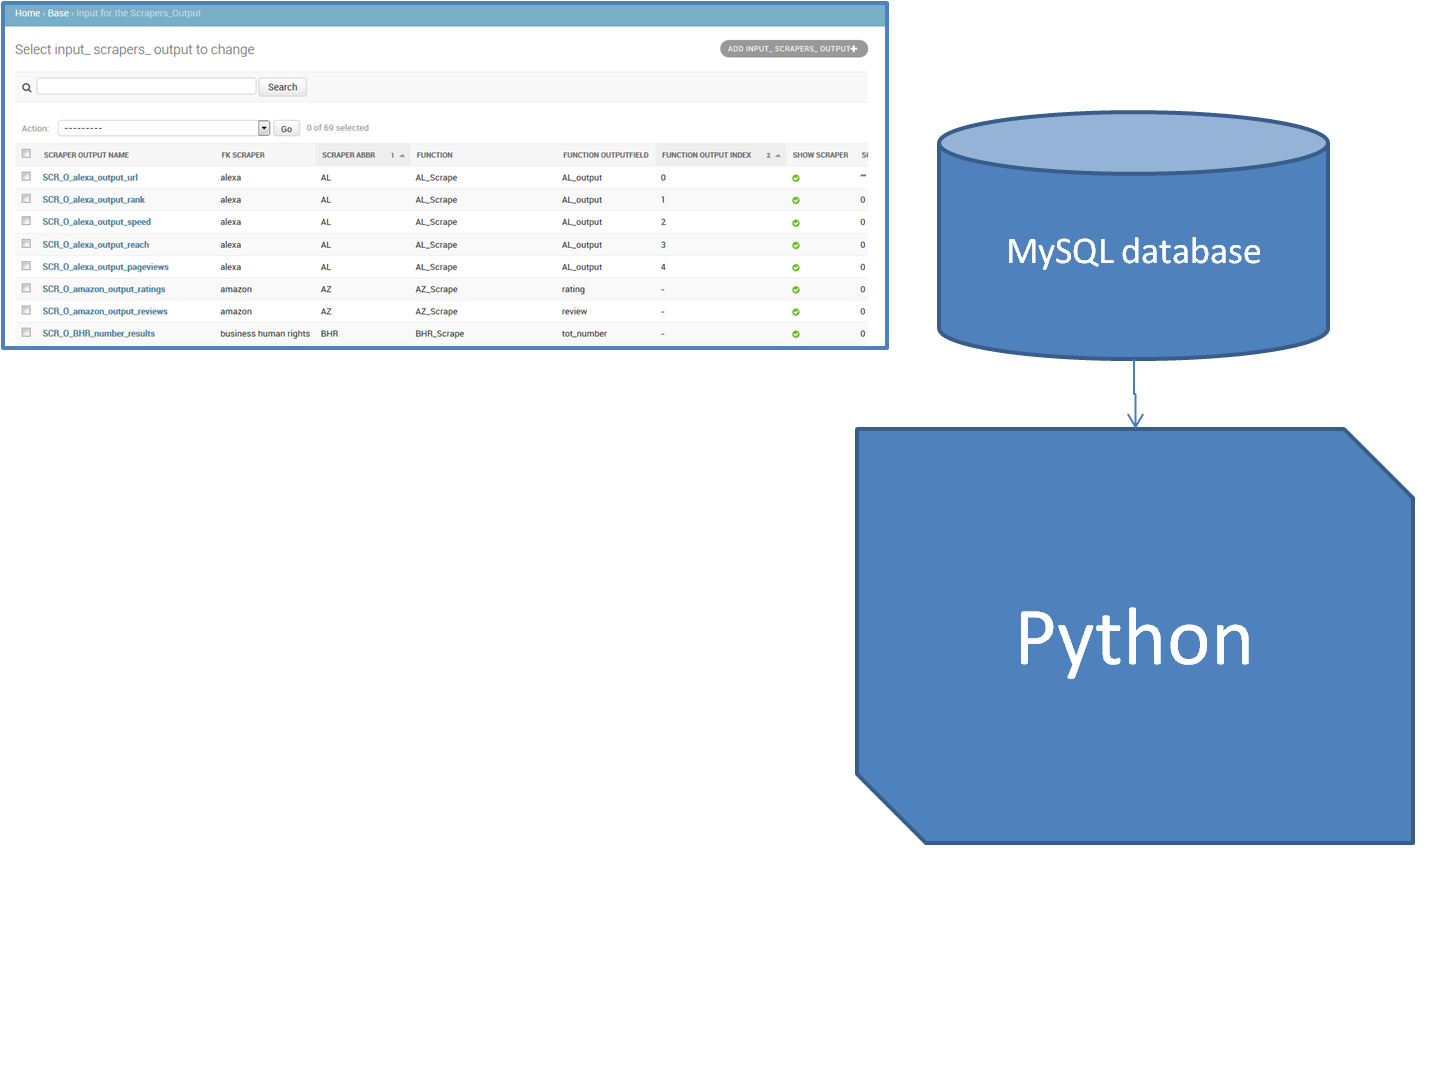 Home › Base › Input for the Scrapers_Output
Select input_ scrapers_ output to change
ADD INPUT_ SCRAPERS_ OUTPUT+
Search
Action: --------- Go 0 of 69 selected
SCRAPER OUTPUT NAME FK SCRAPER SCRAPER ABBR 1 FUNCTION FUNCTION OUTPUTFIELD FUNCTION OUTPUT INDEX 2 SHOW SCRAPER
SCR_O_alexa_output_url alexa AL AL_Scrape AL_output 0
SCR_O_alexa_output_rank alexa AL AL_Scrape AL_output 1 0
SCR_O_alexa_output_speed alexa AL AL_Scrape AL_output 2 0
SCR_O_alexa_output_reach alexa AL AL_Scrape AL_output 3 0
SCR_O_alexa_output_pageviews alexa AL AL_Scrape AL_output 4 0
SCR_O_amazon_output_ratings amazon AZ AZ_Scrape rating - 0
SCR_O_amazon_output_reviews amazon AZ AZ_Scrape review - 0
SCR_O_BHR_number_results business human rights BHR BHR_Scrape tot_number - 0
MySQL database
Python